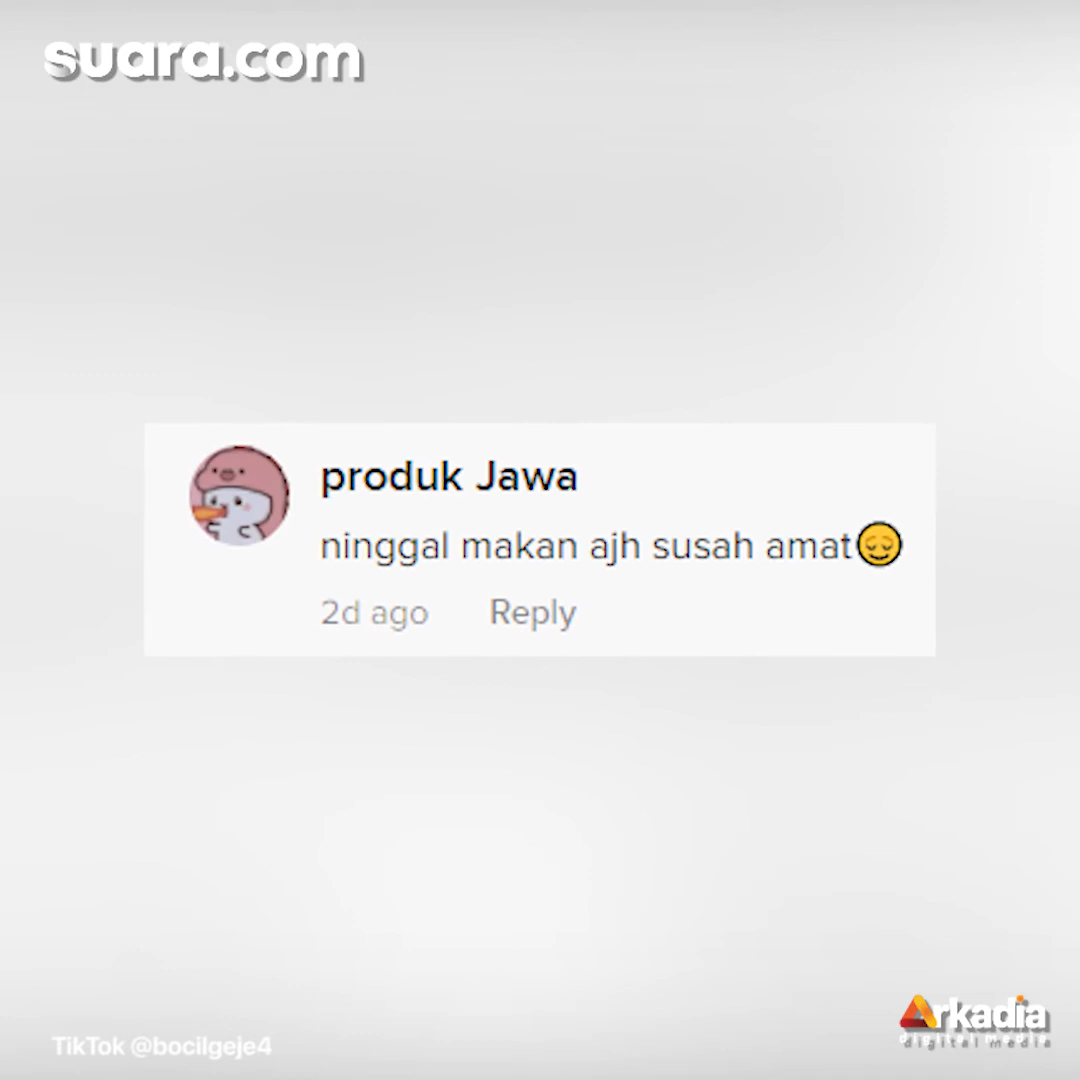 suara.com
produk Jawa
ninggal makan ajh susah amat😔
2d ago Reply
Arkadia
digital media
TikTok @bocilgeje4